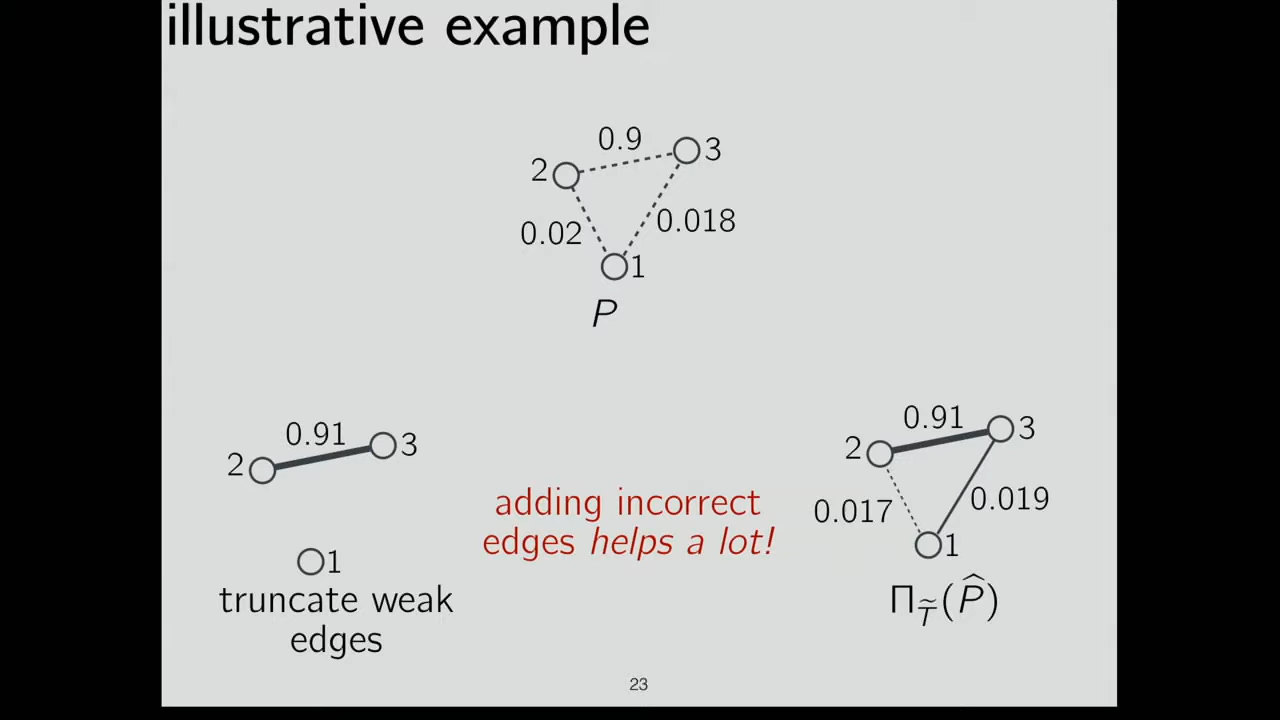 illustrative example
0.9
3
2
0.02
0.018
1
P
0.91
3
2
1
truncate weak
edges
adding incorrect
edges helps a lot!
0.91
3
2
0.017
0.019
1
Π_T̃(P̂)
23